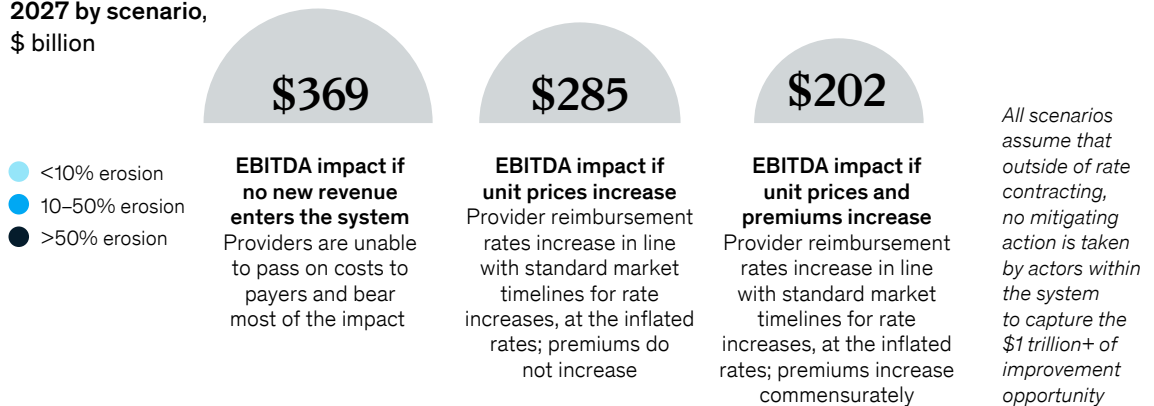 2027 by scenario,
$ billion
$369
$285
$202
<10% erosion
10–50% erosion
>50% erosion
EBITDA impact if
no new revenue
enters the system
Providers are unable
to pass on costs to
payers and bear
most of the impact
EBITDA impact if
unit prices increase
Provider reimbursement
rates increase in line
with standard market
timelines for rate
increases, at the inflated
rates; premiums do
not increase
EBITDA impact if
unit prices and
premiums increase
Provider reimbursement
rates increase in line
with standard market
timelines for rate
increases, at the inflated
rates; premiums increase
commensurately
All scenarios
assume that
outside of rate
contracting,
no mitigating
action is taken
by actors within
the system
to capture the
$1 trillion+ of
improvement
opportunity